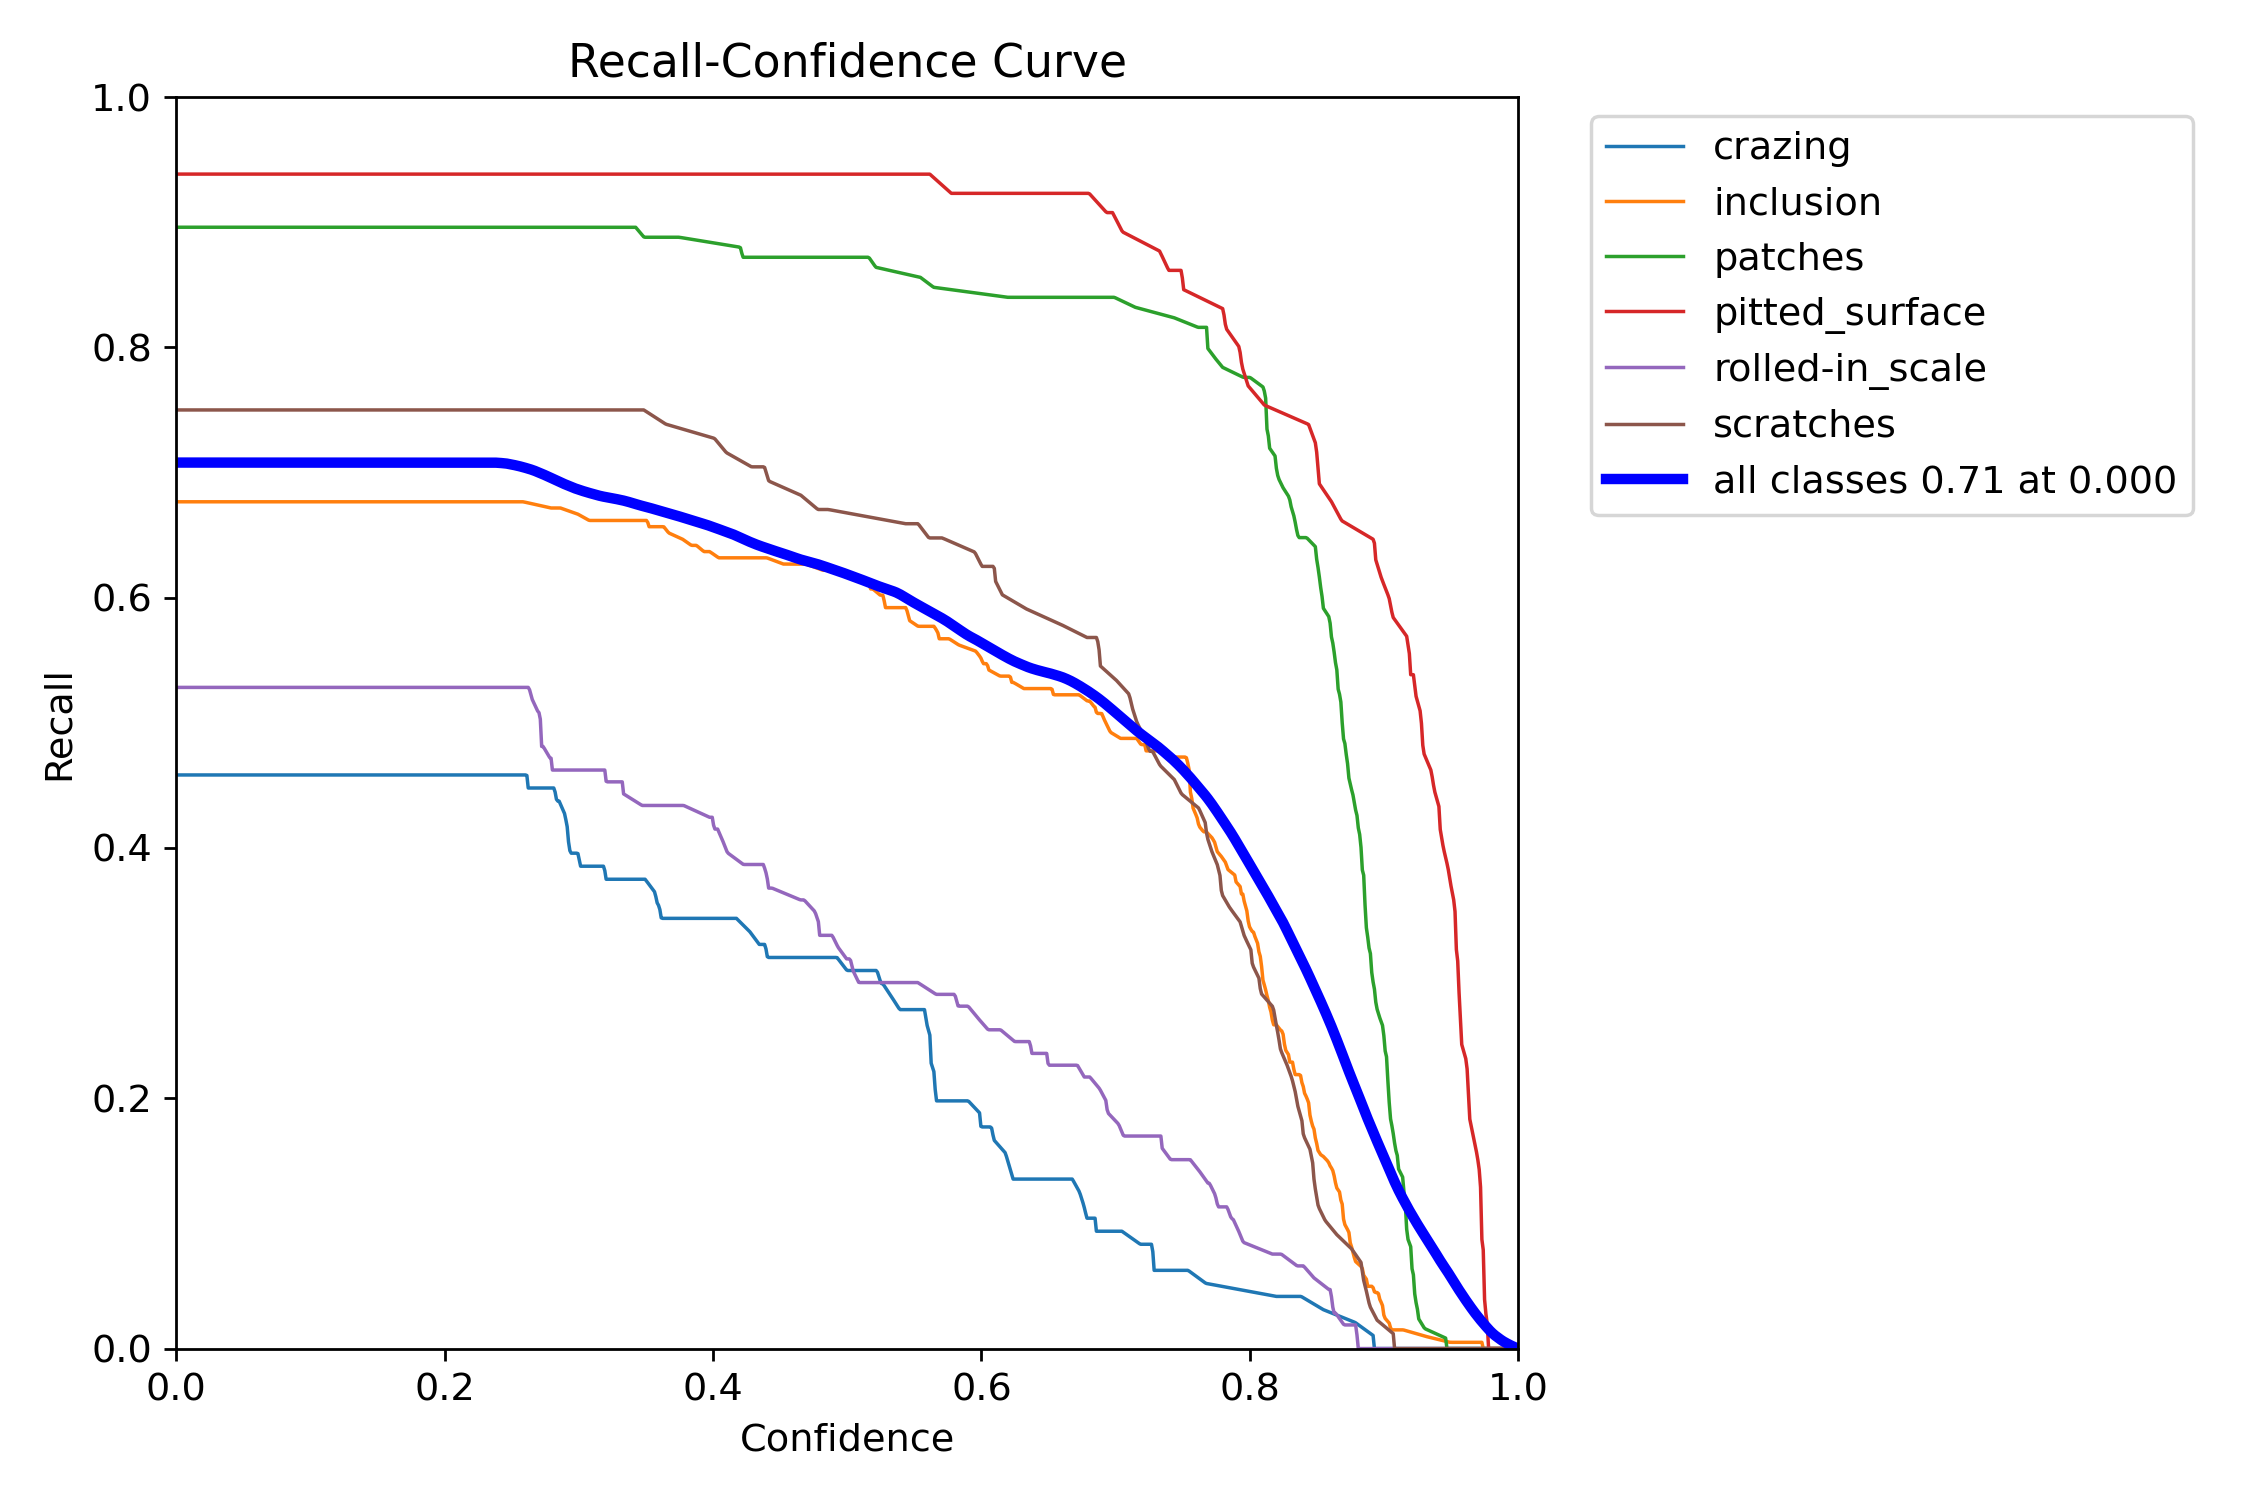 Recall-Confidence Curve
1.0
0.8
0.6
0.4
0.2
0.0
Recall
0.0 0.2 0.4 0.6 0.8 1.0
Confidence
crazing
inclusion
patches
pitted_surface
rolled-in_scale
scratches
all classes 0.71 at 0.000